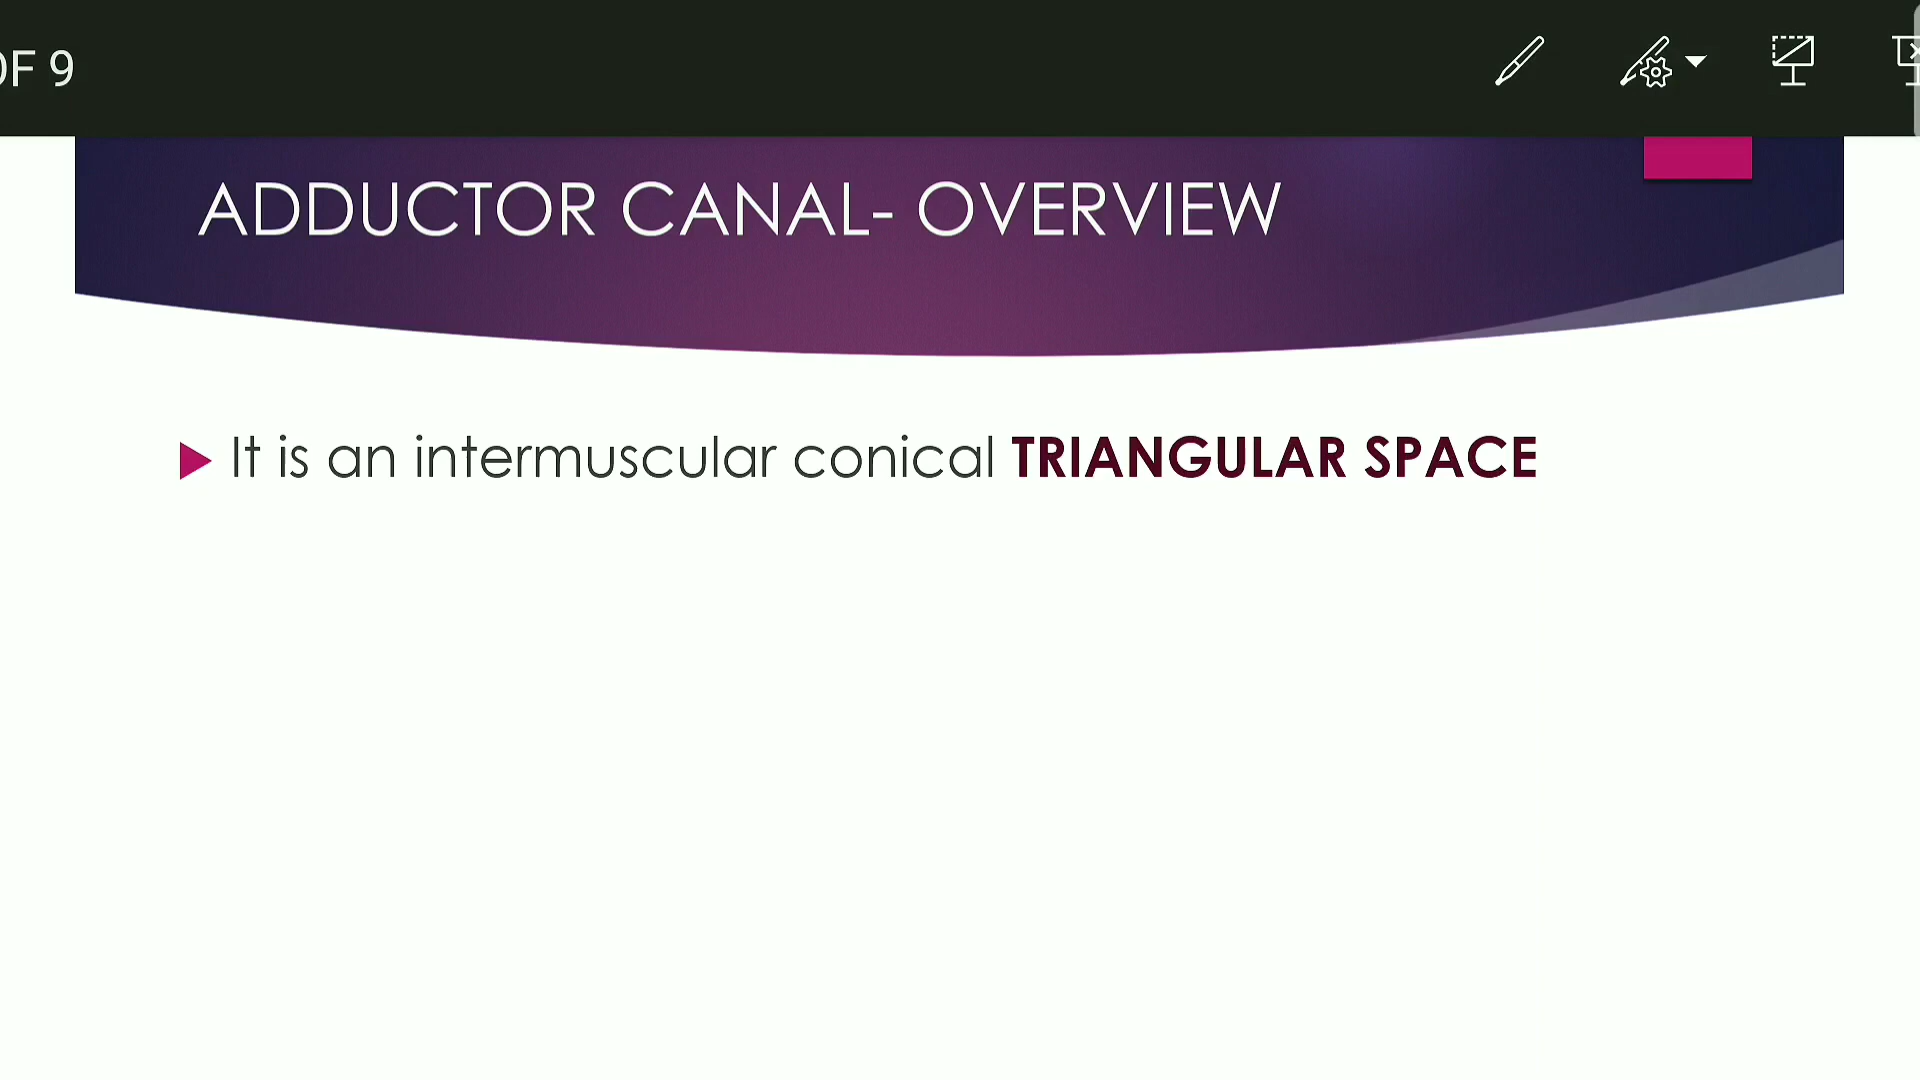 OF 9
ADDUCTOR CANAL- OVERVIEW
It is an intermuscular conical TRIANGULAR SPACE